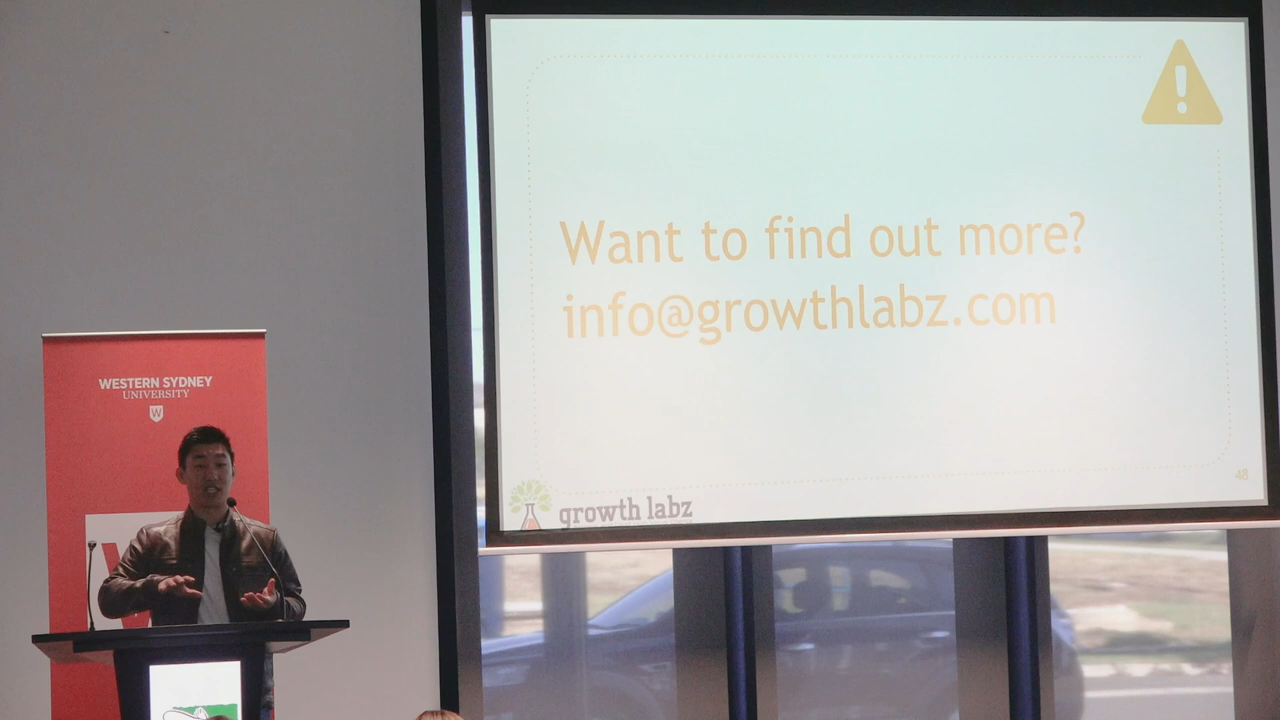 Want to find out more?
info@growthlabz.com
48
growth labz
WESTERN SYDNEY
UNIVERSITY
W